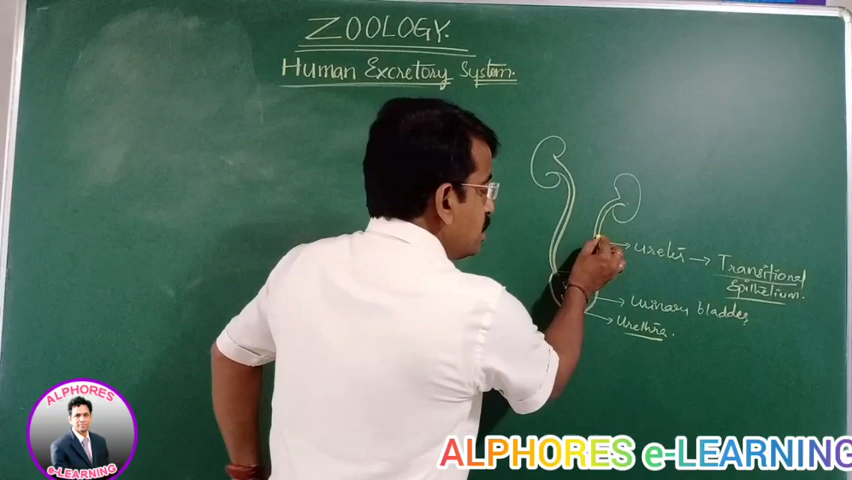 ZOOLOGY.
Human Excretory System.
ureter → Transitional
Epithelium.
urinary bladder
Urethra.
ALPHORES
e-LEARNING
ALPHORES e-LEARNING